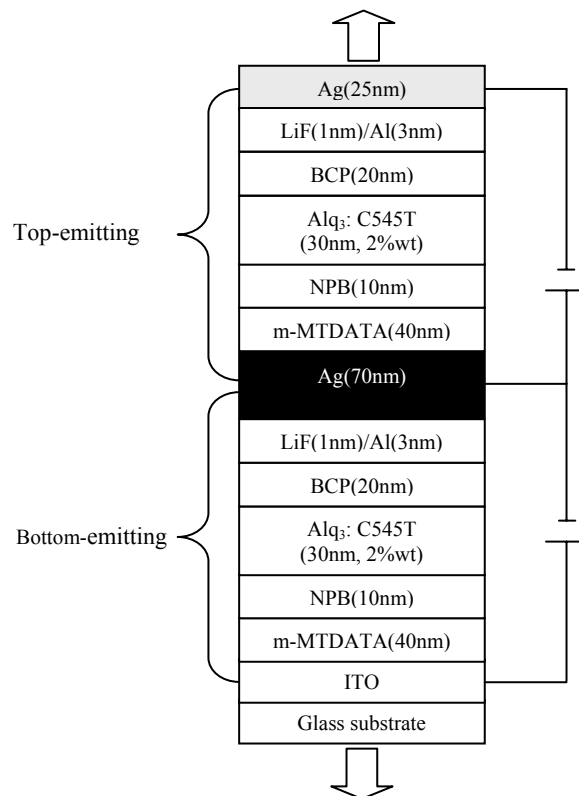 Ag(25nm)
LiF(1nm)/Al(3nm)
BCP(20nm)
Top-emitting
Alq₃: C545T
(30nm, 2%wt)
NPB(10nm)
m-MTDATA(40nm)
Ag(70nm)
LiF(1nm)/Al(3nm)
BCP(20nm)
Bottom-emitting
Alq₃: C545T
(30nm, 2%wt)
NPB(10nm)
m-MTDATA(40nm)
ITO
Glass substrate